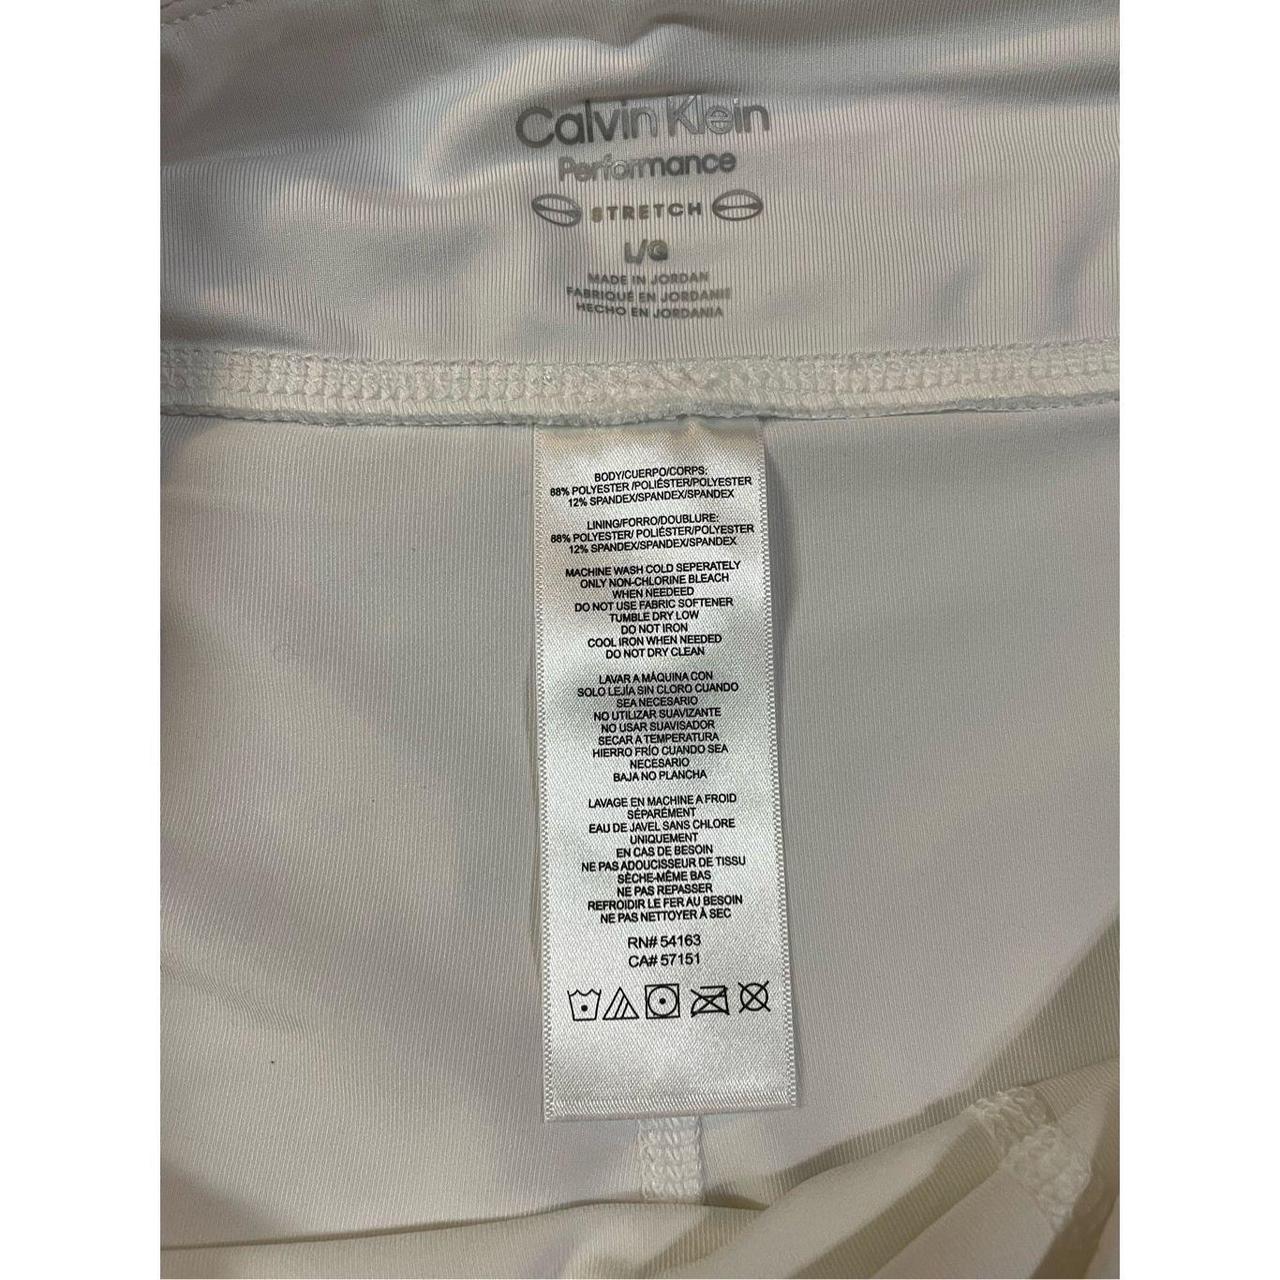 Calvin Klein
Performance
STRETCH
L/G
MADE IN JORDAN
FABRIQUÉ EN JORDANIE
HECHO EN JORDANIA
BODY/CUERPO/CORPS:
88% POLYESTER /POLIÉSTER/POLYESTER
12% SPANDEX/SPANDEX/SPANDEX
LINING/FORRO/DOUBLURE:
88% POLYESTER/ POLIÉSTER/POLYESTER
12% SPANDEX/SPANDEX/SPANDEX
MACHINE WASH COLD SEPERATELY
ONLY NON-CHLORINE BLEACH
WHEN NEEDEED
DO NOT USE FABRIC SOFTENER
TUMBLE DRY LOW
DO NOT IRON
COOL IRON WHEN NEEDED
DO NOT DRY CLEAN
LAVAR A MÁQUINA CON
SOLO LEJÍA SIN CLORO CUANDO
SEA NECESARIO
NO UTILIZAR SUAVIZANTE
NO USAR SUAVISADOR
SECAR A TEMPERATURA
HIERRO FRÍO CUANDO SEA
NECESARIO
BAJA NO PLANCHA
LAVAGE EN MACHINE A FROID
SÉPARÉMENT
EAU DE JAVEL SANS CHLORE
UNIQUEMENT
EN CAS DE BESOIN
NE PAS ADOUCISSEUR DE TISSU
SÈCHE-MÊME BAS
NE PAS REPASSER
REFROIDIR LE FER AU BESOIN
NE PAS NETTOYER À SEC
RN# 54163
CA# 57151